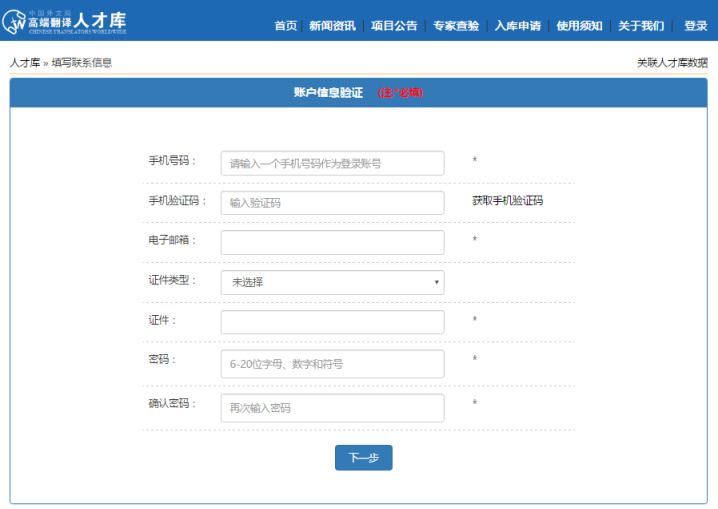 中国外文局
高端翻译人才库
CHINESE TRANSLATORS WORLDWIDE
首页 新闻资讯 项目公告 专家查验 入库申请 使用须知 关于我们 登录
人才库 » 填写联系信息 关联人才库数据
账户信息验证 (注:*必填)
手机号码: 请输入一个手机号码作为登录账号 *
手机验证码: 输入验证码 获取手机验证码
电子邮箱: *
证件类型: 未选择
证件: *
密码: 6-20位字母、数字和符号 *
确认密码: 再次输入密码 *
下一步